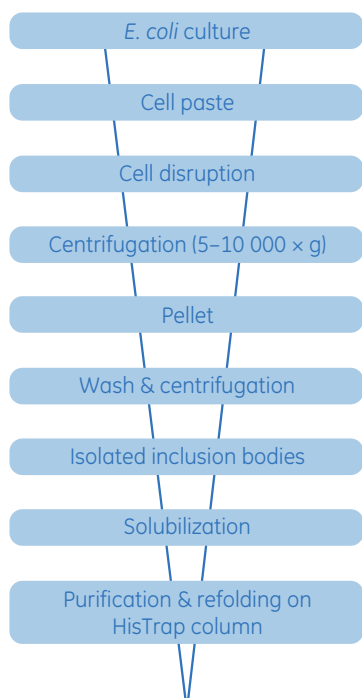 E. coli culture
Cell paste
Cell disruption
Centrifugation (5–10 000 × g)
Pellet
Wash & centrifugation
Isolated inclusion bodies
Solubilization
Purification & refolding on
HisTrap column